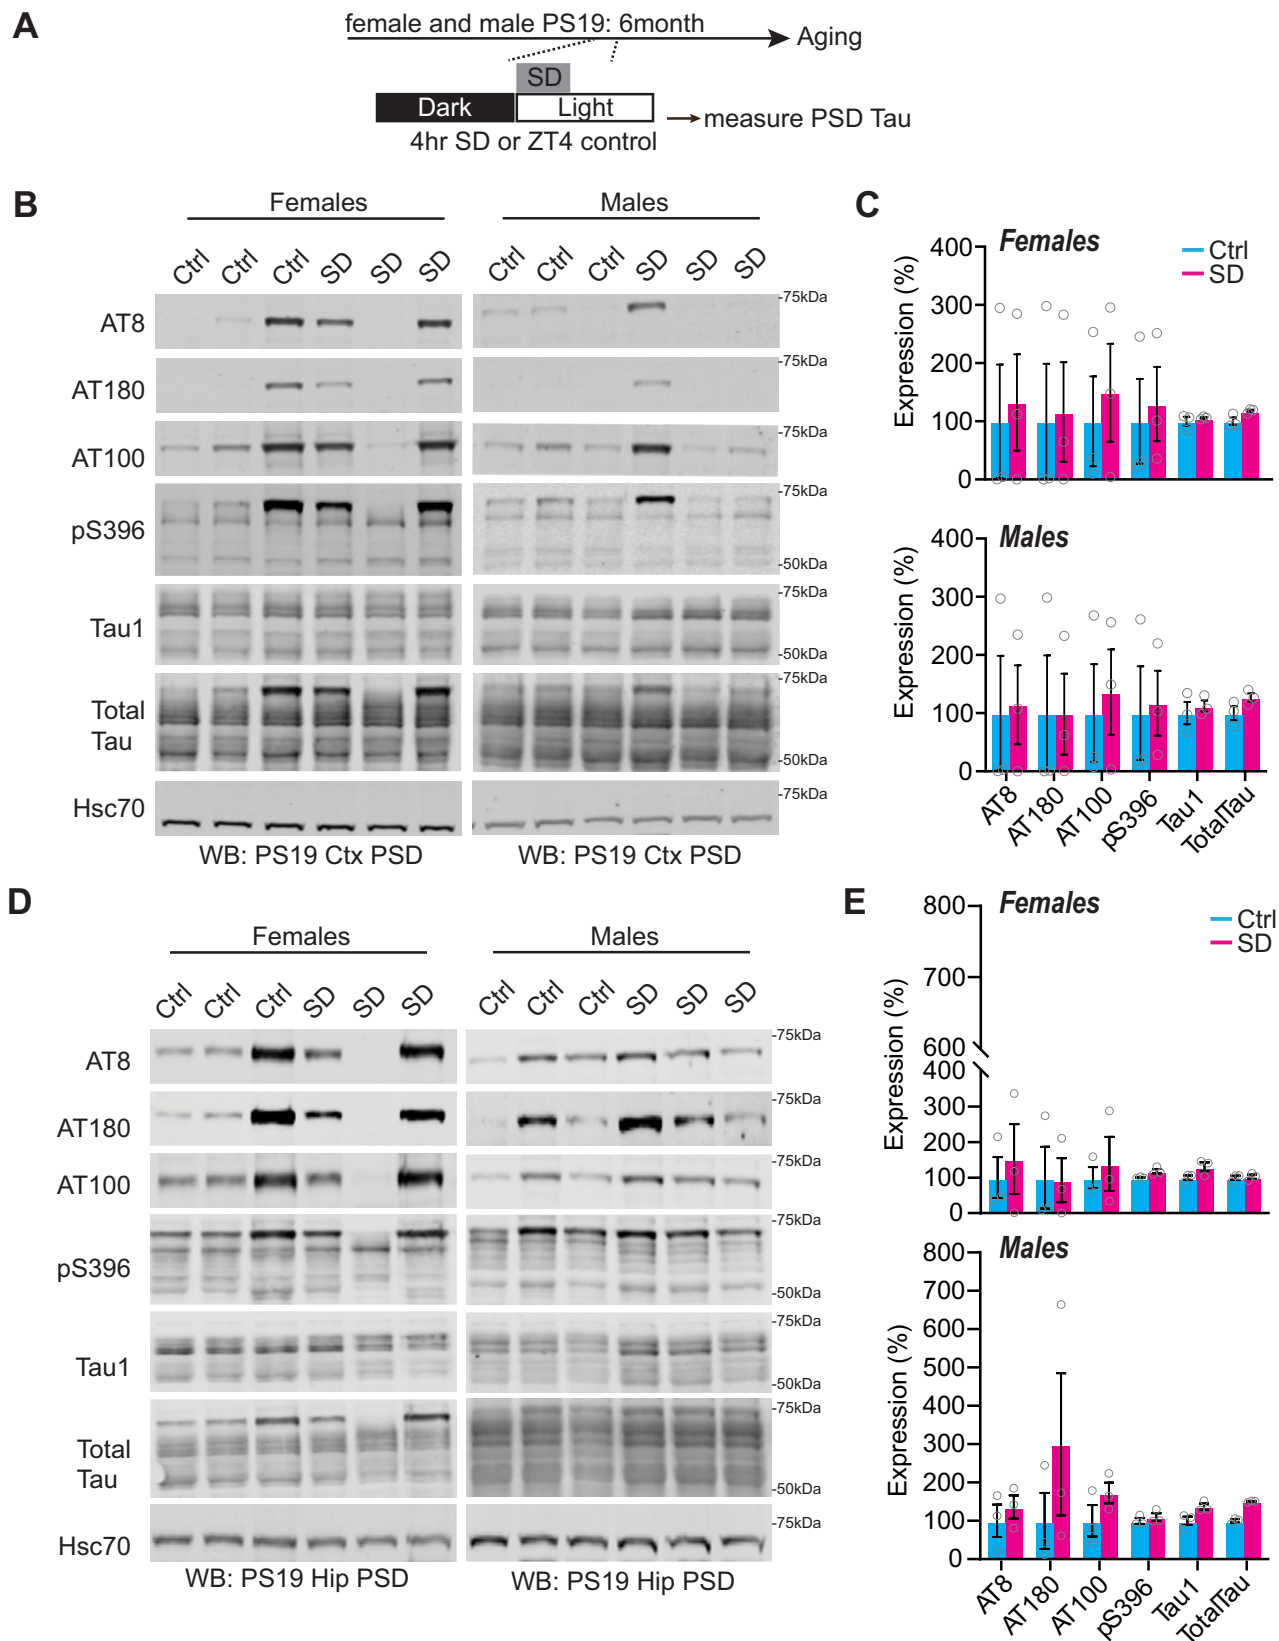 A
female and male PS19: 6month
Aging
SD
Dark
Light
measure PSD Tau
4hr SD or ZT4 control
B
Females
Males
Ctrl
Ctrl
Ctrl
SD
SD
SD
Ctrl
Ctrl
Ctrl
SD
SD
SD
AT8
-75kDa
AT180
-75kDa
AT100
-75kDa
pS396
-75kDa
-50kDa
Tau1
-75kDa
-50kDa
Total
Tau
-75kDa
-50kDa
Hsc70
-75kDa
WB: PS19 Ctx PSD
WB: PS19 Ctx PSD
C
Females
Ctrl
SD
Expression (%)
400
300
200
100
0
Males
Expression (%)
400
300
200
100
0
AT8
AT180
AT100
pS396
Tau1
TotalTau
D
Females
Males
Ctrl
Ctrl
Ctrl
SD
SD
SD
Ctrl
Ctrl
Ctrl
SD
SD
SD
AT8
-75kDa
AT180
-75kDa
AT100
-75kDa
pS396
-75kDa
-50kDa
Tau1
-75kDa
-50kDa
Total
Tau
-75kDa
-50kDa
Hsc70
-75kDa
WB: PS19 Hip PSD
WB: PS19 Hip PSD
E
Females
Ctrl
SD
Expression (%)
800
700
600
400
300
200
100
0
Males
Expression (%)
800
700
600
500
400
300
200
100
0
AT8
AT180
AT100
pS396
Tau1
TotalTau